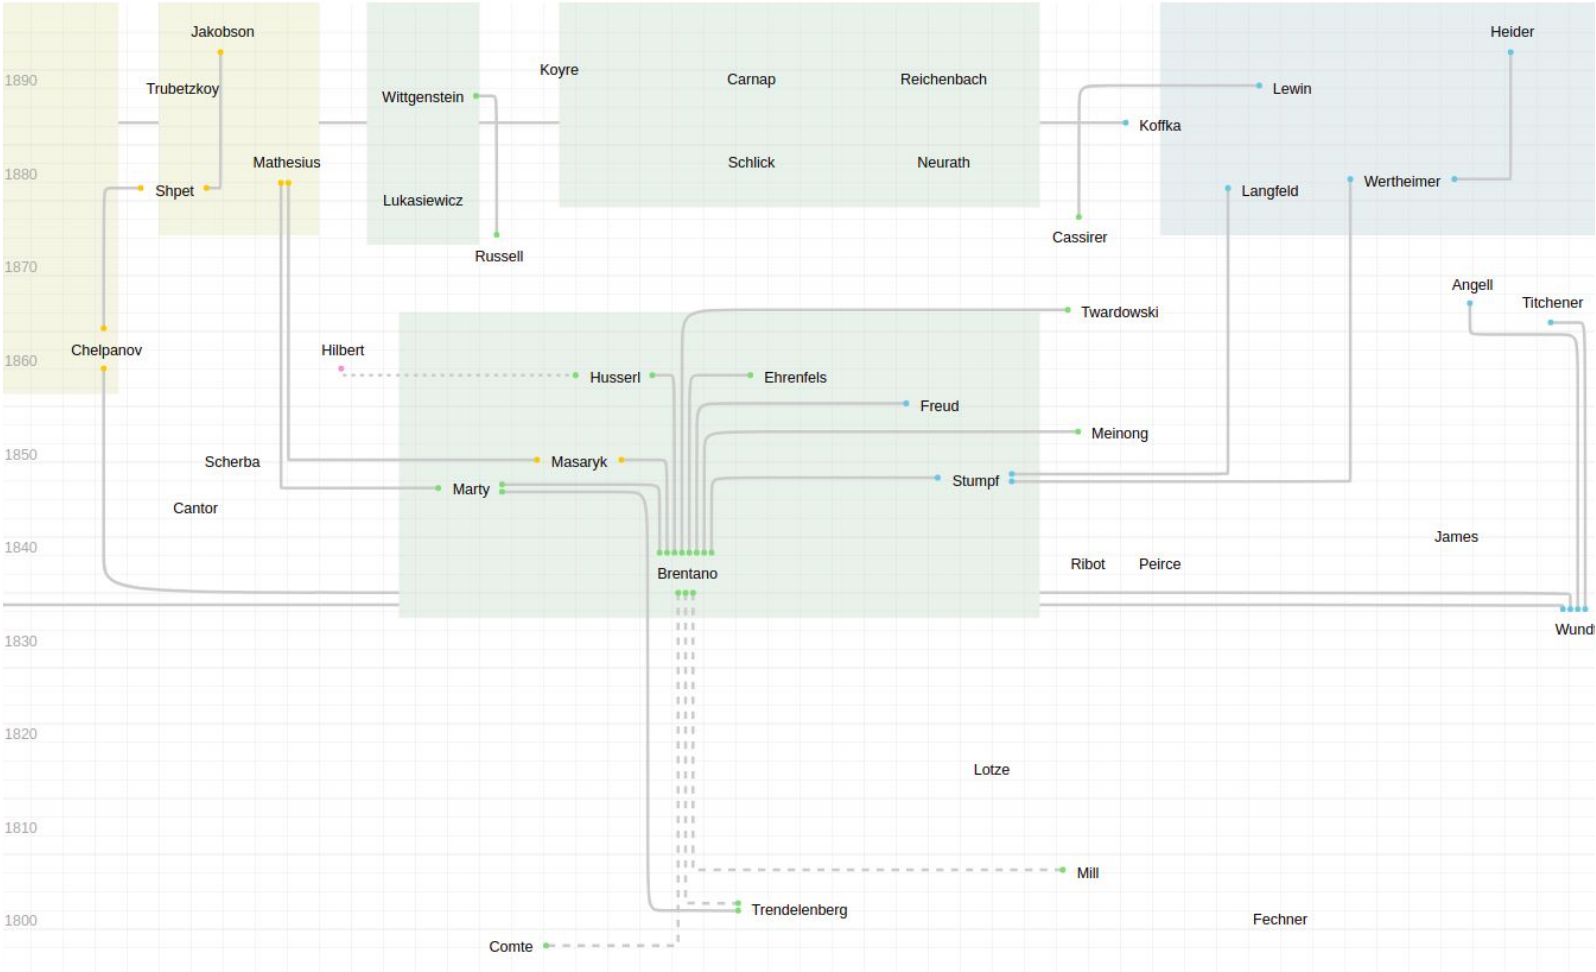 Jakobson
Heider
Koyre
1890
Carnap
Reichenbach
Trubetzkoy
Wittgenstein
Lewin
Koffka
Mathesius
Schlick
Neurath
1880
Shpet
Langfeld
Wertheimer
Lukasiewicz
Cassirer
Russell
1870
Angell
Titchener
Twardowski
Chelpanov
Hilbert
1860
Husserl
Ehrenfels
Freud
Meinong
1850
Scherba
Masaryk
Stumpf
Marty
Cantor
James
1840
Ribot
Peirce
Brentano
Wund
1830
1820
Lotze
1810
Mill
Trendelenberg
1800
Fechner
Comte